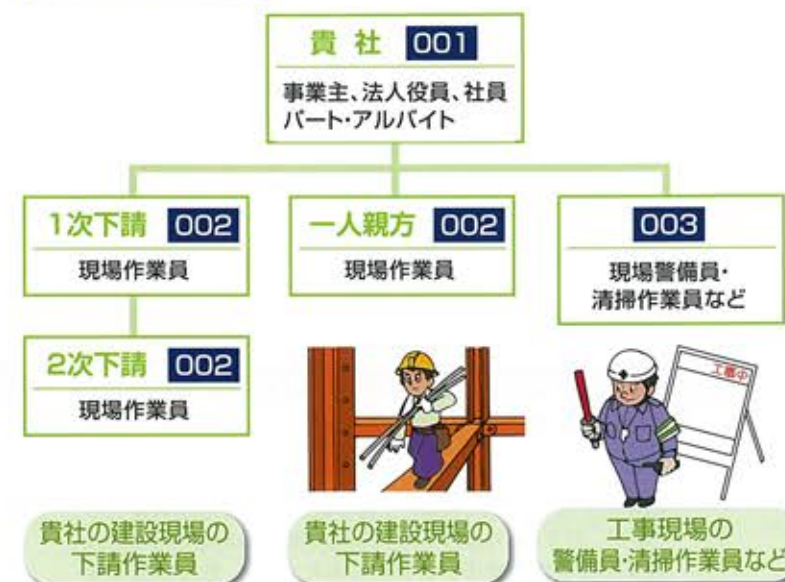 貴社 001
事業主、法人役員、社員
パート・アルバイト
1次下請 002
現場作業員
一人親方 002
現場作業員
003
現場警備員・
清掃作業員など
2次下請 002
現場作業員
工事中
貴社の建設現場の
下請作業員
貴社の建設現場の
下請作業員
工事現場の
警備員・清掃作業員など